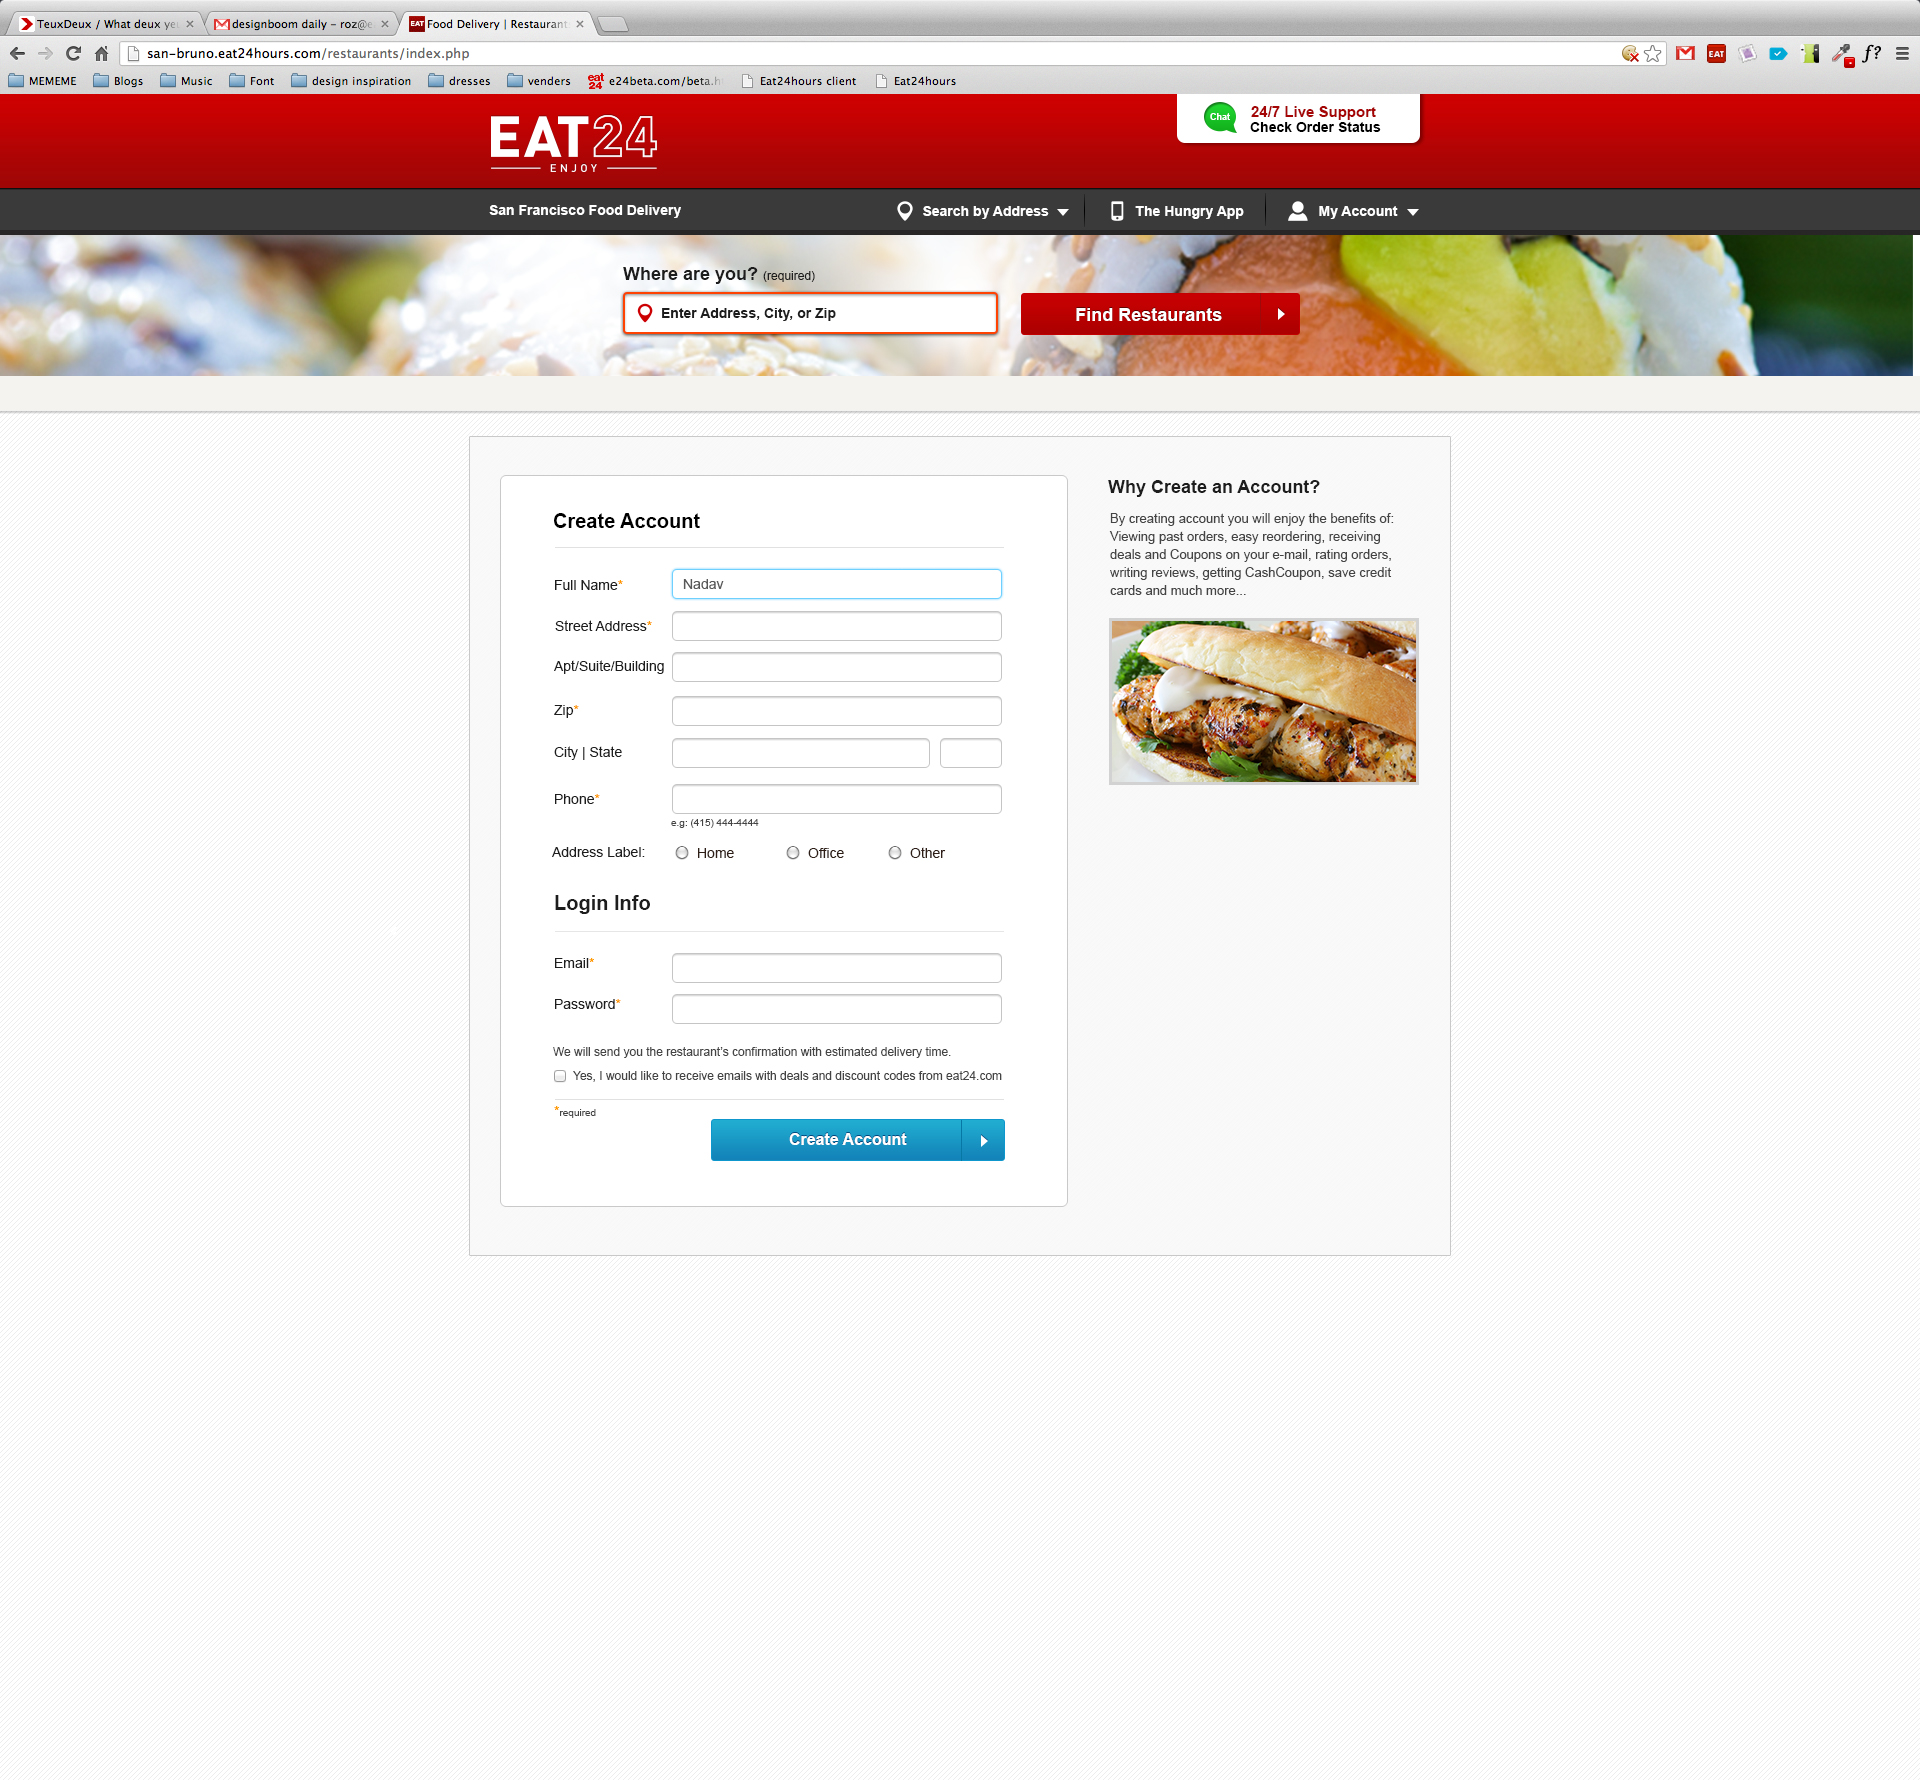 TeuxDeux / What deux ye
designboom daily – roz@e
EAT Food Delivery | Restaurant
san-bruno.eat24hours.com/restaurants/index.php
EAT
f?
MEMEME
Blogs
Music
Font
design inspiration
dresses
venders
eat 24 e24beta.com/beta.h
Eat24hours client
Eat24hours
EAT24
ENJOY
Chat
24/7 Live Support
Check Order Status
San Francisco Food Delivery
Search by Address
The Hungry App
My Account
Where are you? (required)
Enter Address, City, or Zip
Find Restaurants
Create Account
Full Name*
Nadav
Street Address*
Apt/Suite/Building
Zip*
City | State
Phone*
e.g: (415) 444-4444
Address Label:
Home
Office
Other
Login Info
Email*
Password*
We will send you the restaurant's confirmation with estimated delivery time.
Yes, I would like to receive emails with deals and discount codes from eat24.com
*required
Create Account
Why Create an Account?
By creating account you will enjoy the benefits of:
Viewing past orders, easy reordering, receiving
deals and Coupons on your e-mail, rating orders,
writing reviews, getting CashCoupon, save credit
cards and much more...